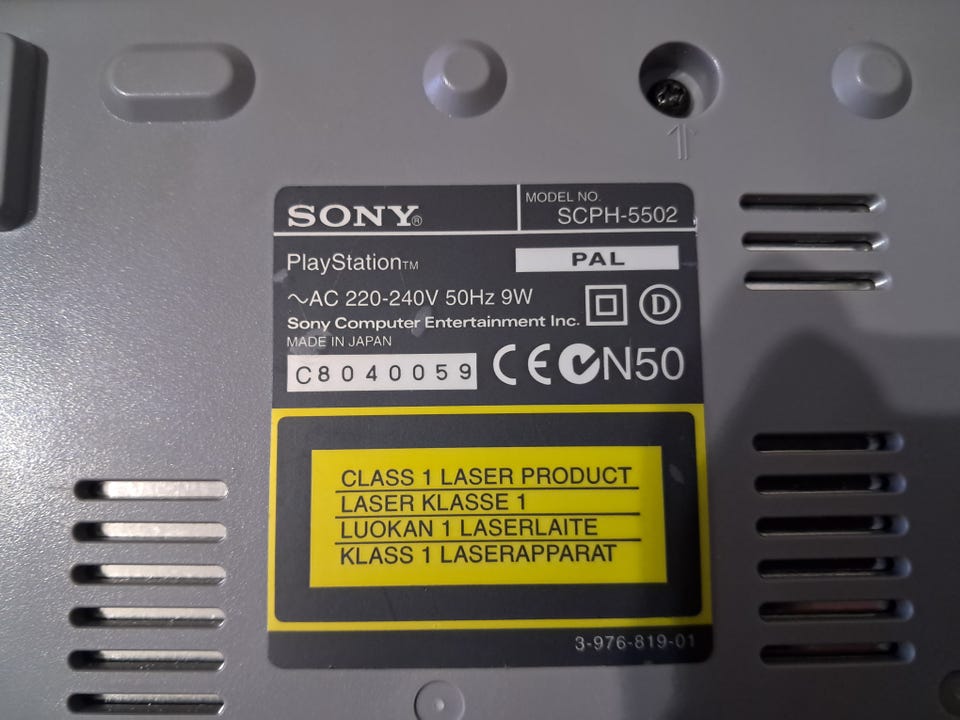 SONY®
MODEL NO.
SCPH-5502
PlayStation™
PAL
~AC 220-240V 50Hz 9W
D
Sony Computer Entertainment Inc.
MADE IN JAPAN
C8040059
CE N50
CLASS 1 LASER PRODUCT
LASER KLASSE 1
LUOKAN 1 LASERLAITE
KLASS 1 LASERAPPARAT
3-976-819-01